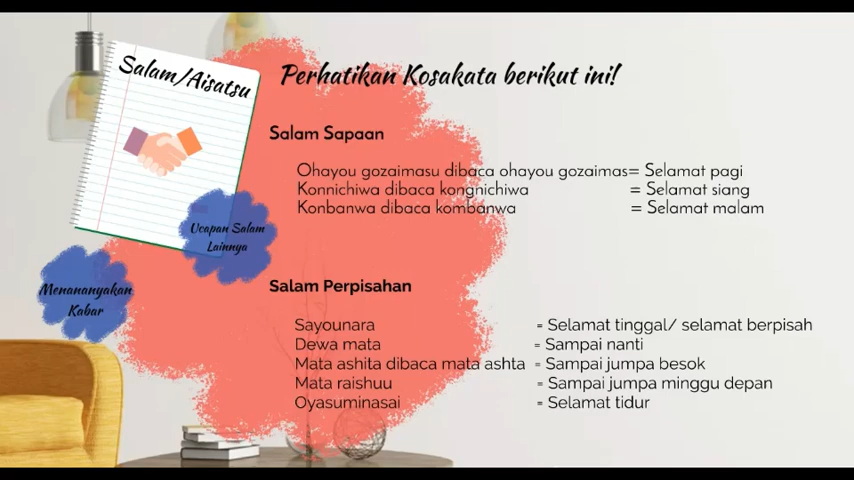 Salam/Aisatsu
Perhatikan Kosakata berikut ini!
Salam Sapaan
Ohayou gozaimasu dibaca ohayou gozaimas= Selamat pagi
Konnichiwa dibaca kongnichiwa = Selamat siang
Konbanwa dibaca kombanwa = Selamat malam
Ucapan Salam
Lainnya
Menananyakan
Kabar
Salam Perpisahan
Sayounara = Selamat tinggal/ selamat berpisah
Dewa mata = Sampai nanti
Mata ashita dibaca mata ashta = Sampai jumpa besok
Mata raishuu = Sampai jumpa minggu depan
Oyasuminasai = Selamat tidur